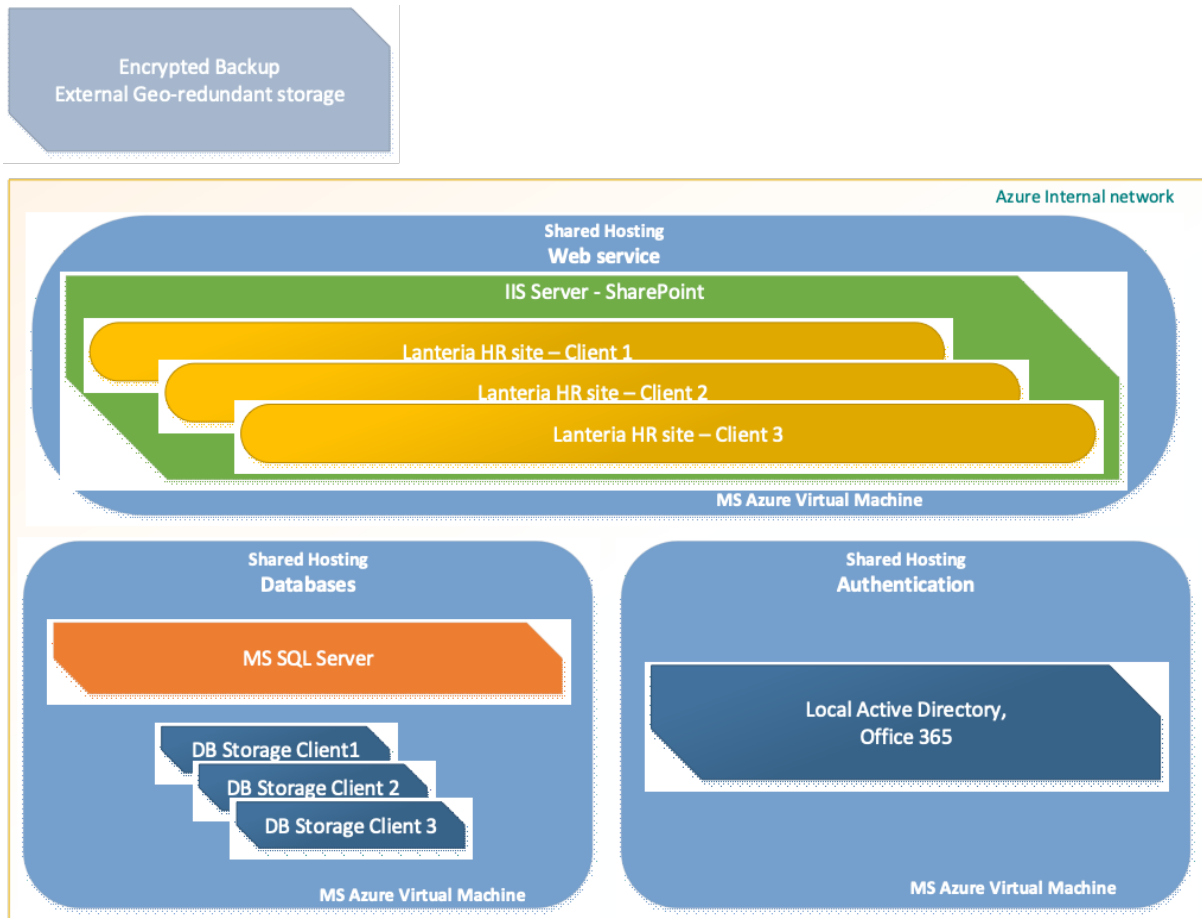 Encrypted Backup
External Geo-redundant storage
Azure Internal network
Shared Hosting
Web service
IIS Server - SharePoint
Lanteria HR site – Client 1
Lanteria HR site – Client 2
Lanteria HR site – Client 3
MS Azure Virtual Machine
Shared Hosting
Databases
MS SQL Server
DB Storage Client1
DB Storage Client 2
DB Storage Client 3
MS Azure Virtual Machine
Shared Hosting
Authentication
Local Active Directory,
Office 365
MS Azure Virtual Machine